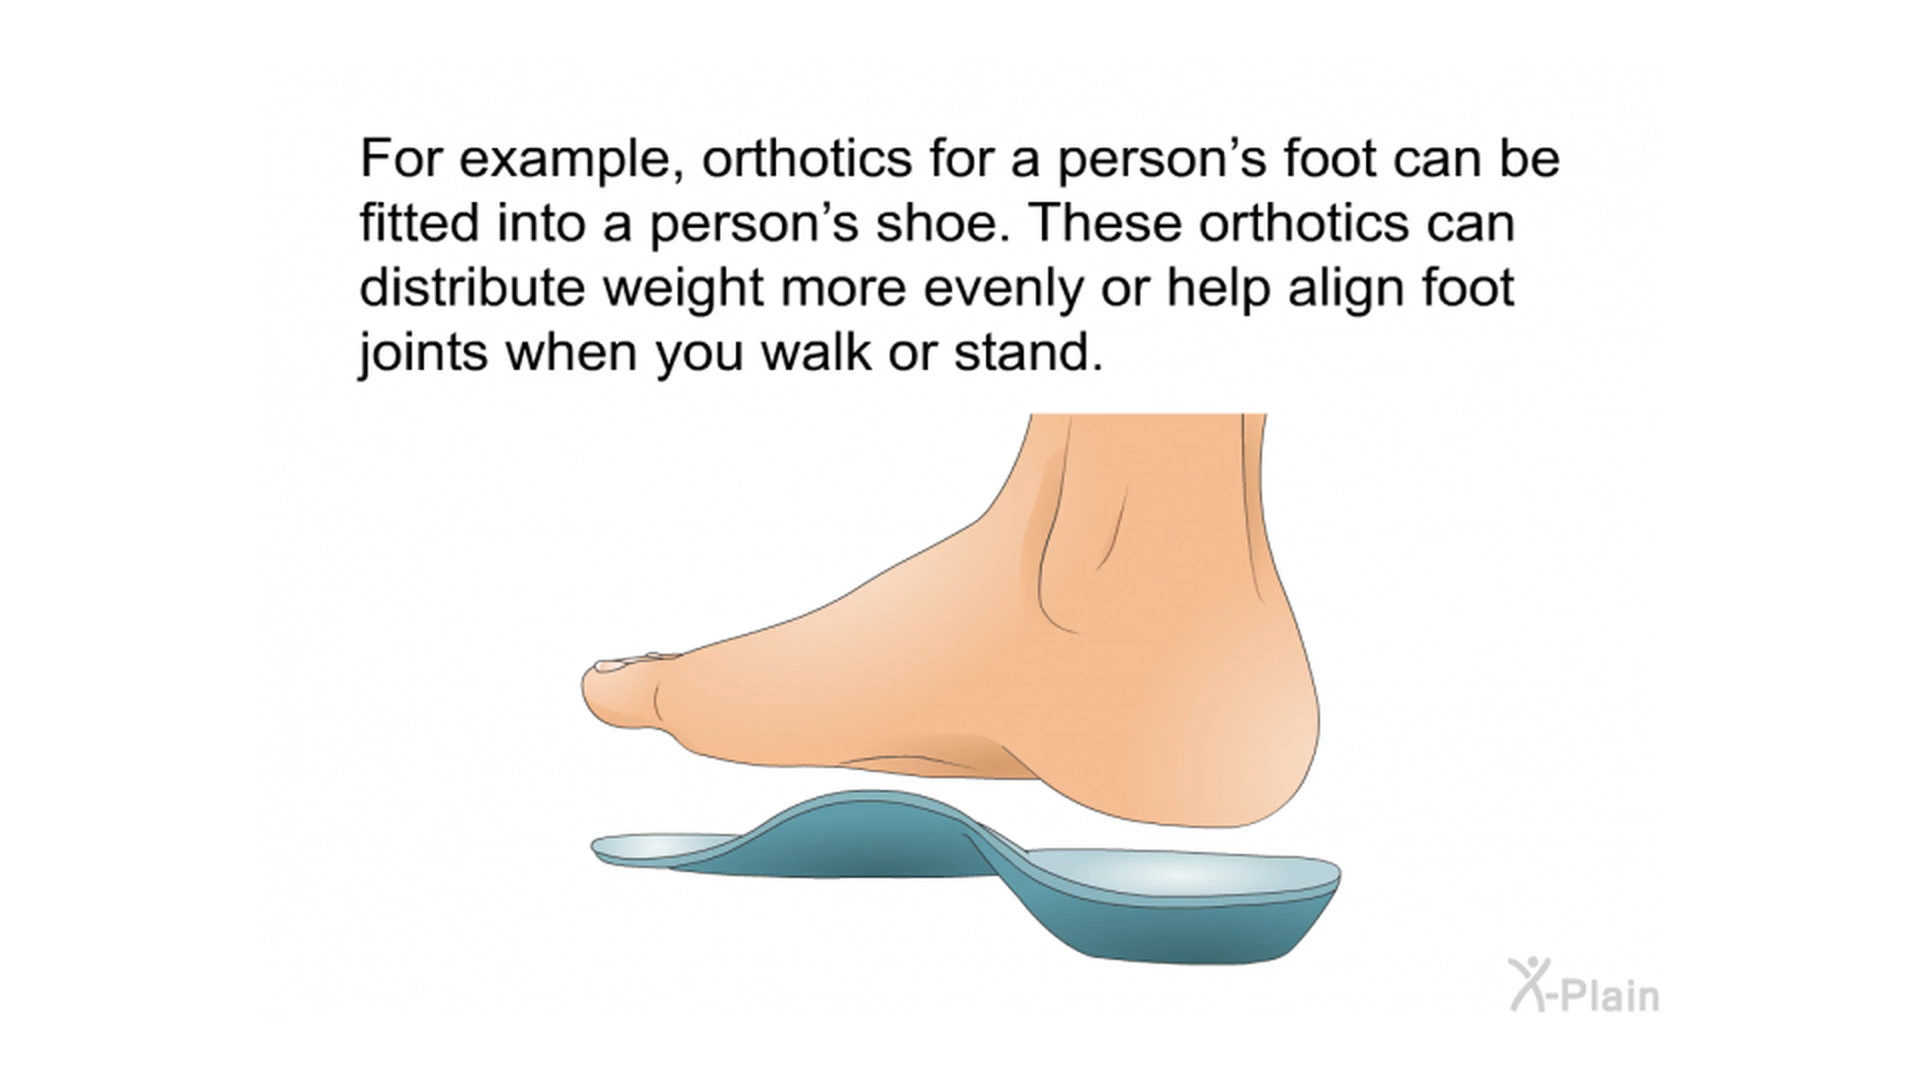 For example, orthotics for a person’s foot can be
fitted into a person’s shoe. These orthotics can
distribute weight more evenly or help align foot
joints when you walk or stand.
X-Plain